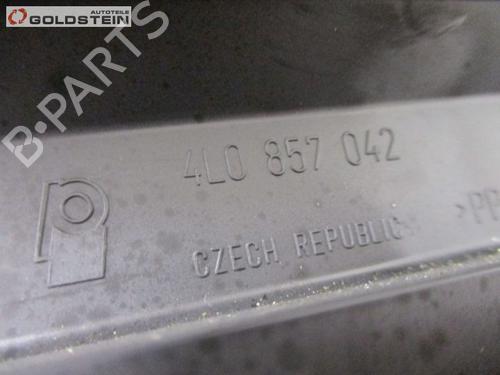 AUTOTEILE
GOLDSTEIN
B-PARTS
4L0 857 042
CZECH REPUBLIC